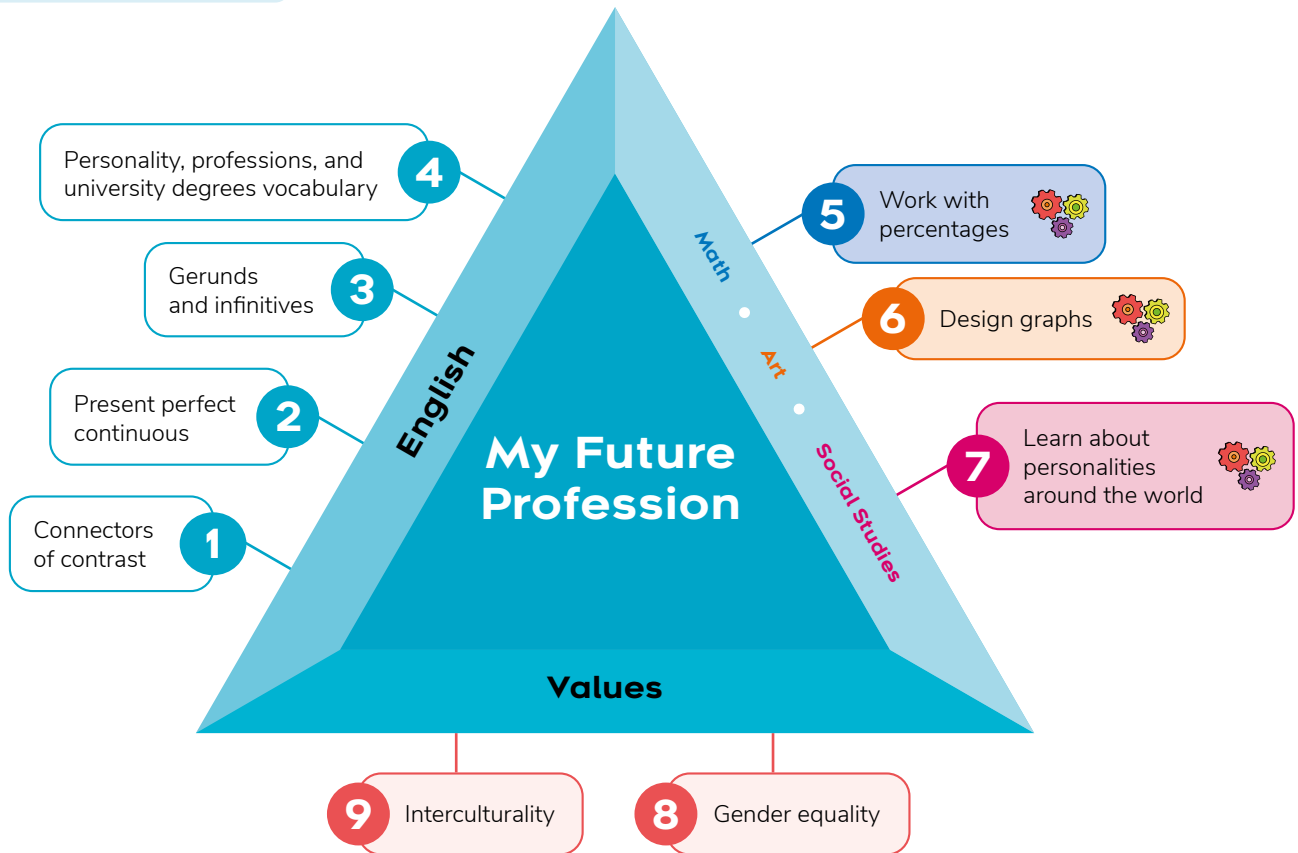 4
Personality, professions, and
university degrees vocabulary
3
Gerunds
and infinitives
2
Present perfect
continuous
1
Connectors
of contrast
English
My Future
Profession
Math
Art
Social Studies
5
Work with
percentages
6
Design graphs
7
Learn about
personalities
around the world
Values
9
Interculturality
8
Gender equality